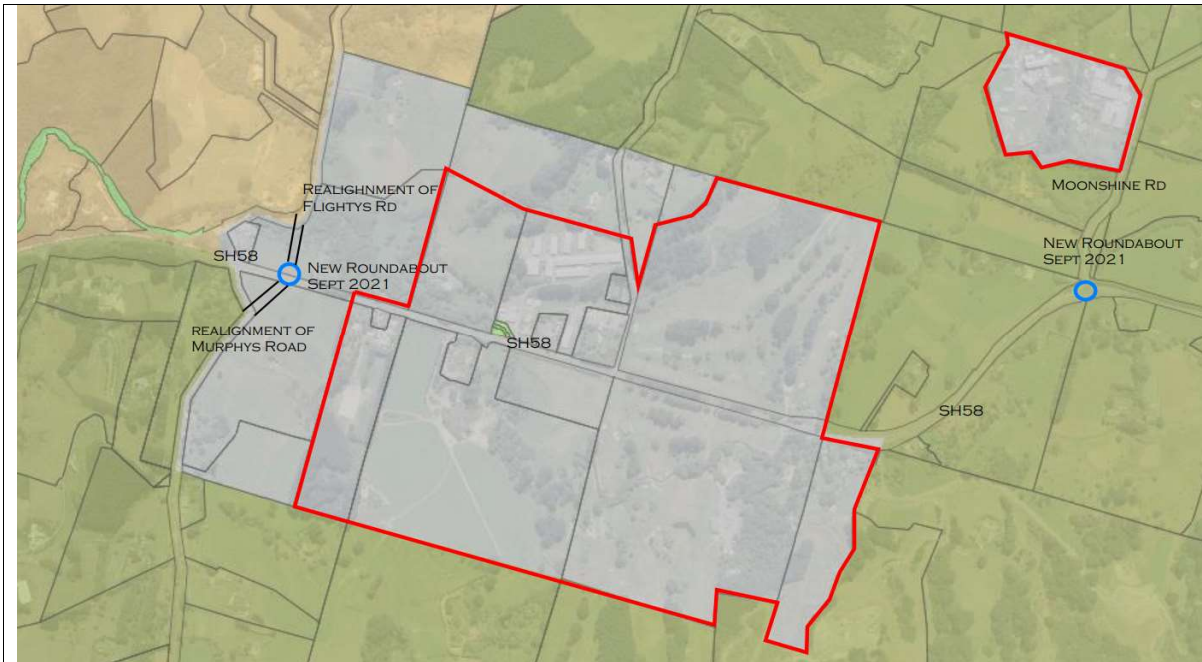 REALIGHNMENT OF
FLIGHTYS RD
SH58
NEW ROUNDABOUT
SEPT 2021
REALIGNMENT OF
MURPHYS ROAD
SH58
MOONSHINE RD
NEW ROUNDABOUT
SEPT 2021
SH58